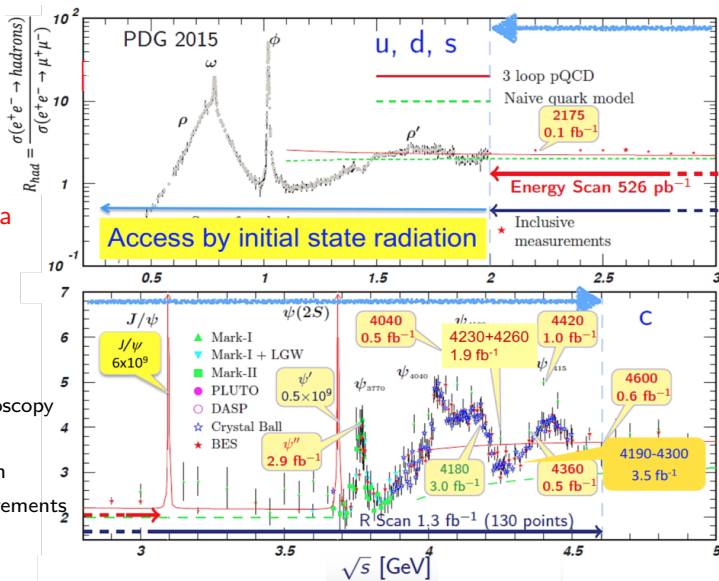 PDG 2015
u, d, s
R_had = σ(e⁺e⁻ → hadrons) / σ(e⁺e⁻ → μ⁺μ⁻)
10²
10
1
10⁻¹
ρ
ω
φ
ρ′
3 loop pQCD
Naive quark model
2175
0.1 fb⁻¹
Energy Scan 526 pb⁻¹
a
Access by initial state radiation
★ Inclusive
measurements
0.5 1 1.5 2 2.5 3
7
6
5
4
3
2
J/ψ
ψ(2S)
C
J/ψ
6x10⁹
Mark-I
Mark-I + LGW
Mark-II
PLUTO
DASP
Crystal Ball
BES
ψ′
0.5×10⁹
ψ″
2.9 fb⁻¹
ψ₃₇₇₀
ψ₄₀₄₀
4040
0.5 fb⁻¹
4230+4260
1.9 fb⁻¹
4420
1.0 fb⁻¹
4600
0.6 fb⁻¹
4180
3.0 fb⁻¹
4360
0.5 fb⁻¹
4190-4300
3.5 fb⁻¹
oscopy
n
rements
R Scan 1.3 fb⁻¹ (130 points)
3 3.5 4 4.5 5
√s [GeV]